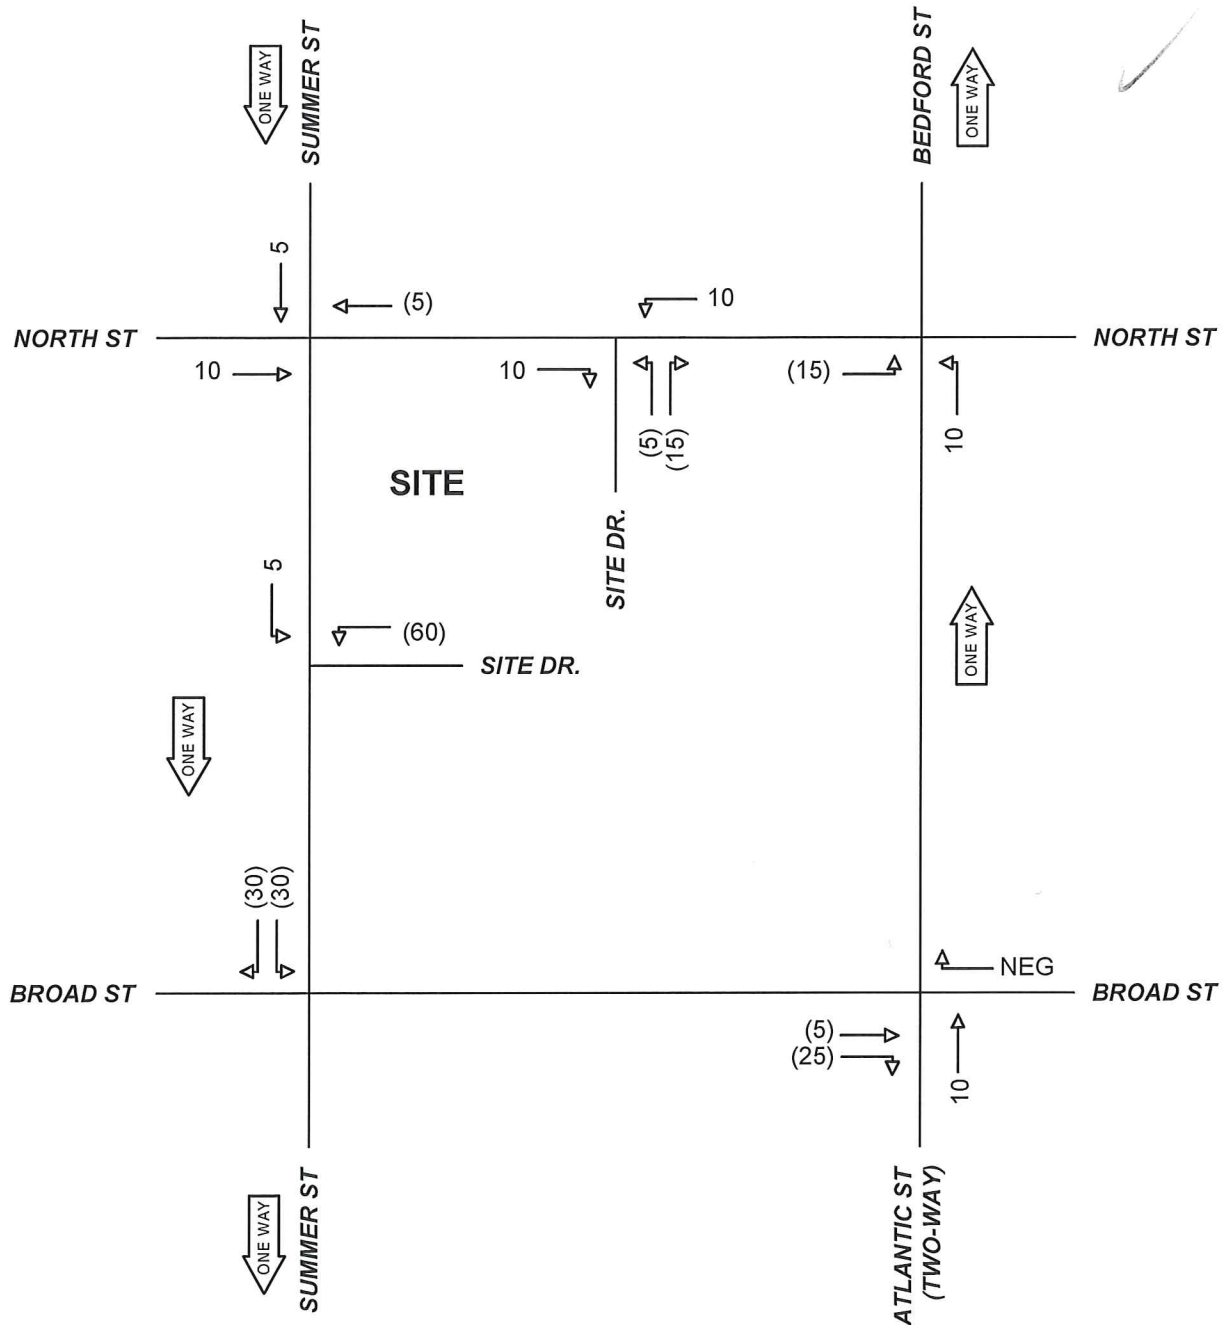 ONE WAY
SUMMER ST
BEDFORD ST
ONE WAY
5
(5)
10
NORTH ST
NORTH ST
10
10
(15)
(5)
(15)
10
SITE
SITE DR.
5
(60)
SITE DR.
ONE WAY
ONE WAY
(30)
(30)
NEG
BROAD ST
BROAD ST
(5)
(25)
10
ONE WAY
SUMMER ST
ATLANTIC ST
(TWO-WAY)